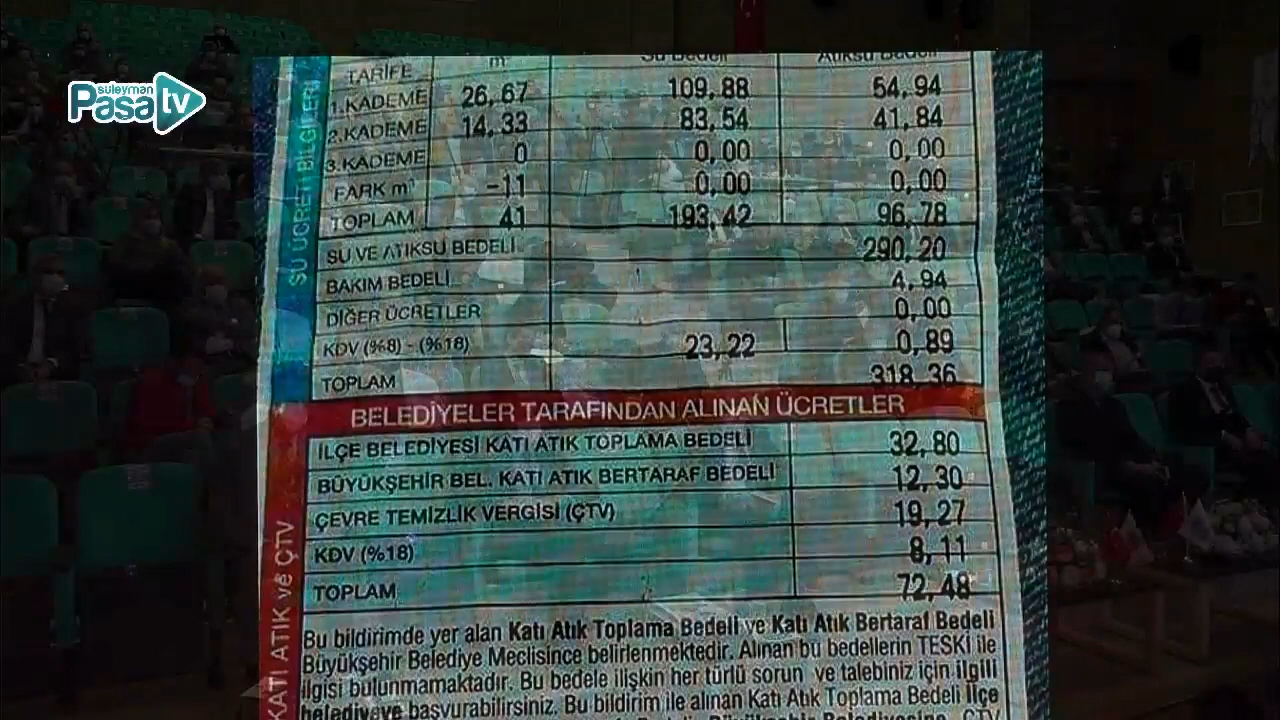 süleyman
Paşa tv
TARİFE m³ Su Bedeli Atıksu Bedeli
1.KADEME 26,67 109,88 54,94
2.KADEME 14,33 83,54 41,84
3.KADEME 0 0,00 0,00
FARK m³ -11 0,00 0,00
TOPLAM 41 193,42 96,78
SU VE ATIKSU BEDELİ 290,20
BAKIM BEDELİ 4,94
DİĞER ÜCRETLER 0,00
KDV (%8) - (%18) 23,22 0,89
TOPLAM 318,36
SU ÜCRET BİLGİLERİ
BELEDİYELER TARAFINDAN ALINAN ÜCRETLER
İLÇE BELEDİYESİ KATI ATIK TOPLAMA BEDELİ 32,80
BÜYÜKŞEHİR BEL. KATI ATIK BERTARAF BEDELİ 12,30
ÇEVRE TEMİZLİK VERGİSİ (ÇTV) 19,27
KDV (%18) 8,11
TOPLAM 72,48
KATI ATIK ve ÇTV
Bu bildirimde yer alan Katı Atık Toplama Bedeli ve Katı Atık Bertaraf Bedeli
Büyükşehir Belediye Meclisince belirlenmektedir. Alınan bu bedellerin TESKİ ile
ilgisi bulunmamaktadır. Bu bedele ilişkin her türlü sorun ve talebiniz için ilgili
belediyeye başvurabilirsiniz. Bu bildirim ile alınan Katı Atık Toplama Bedeli İlçe
Büyükşehir Belediyesine, ÇTV